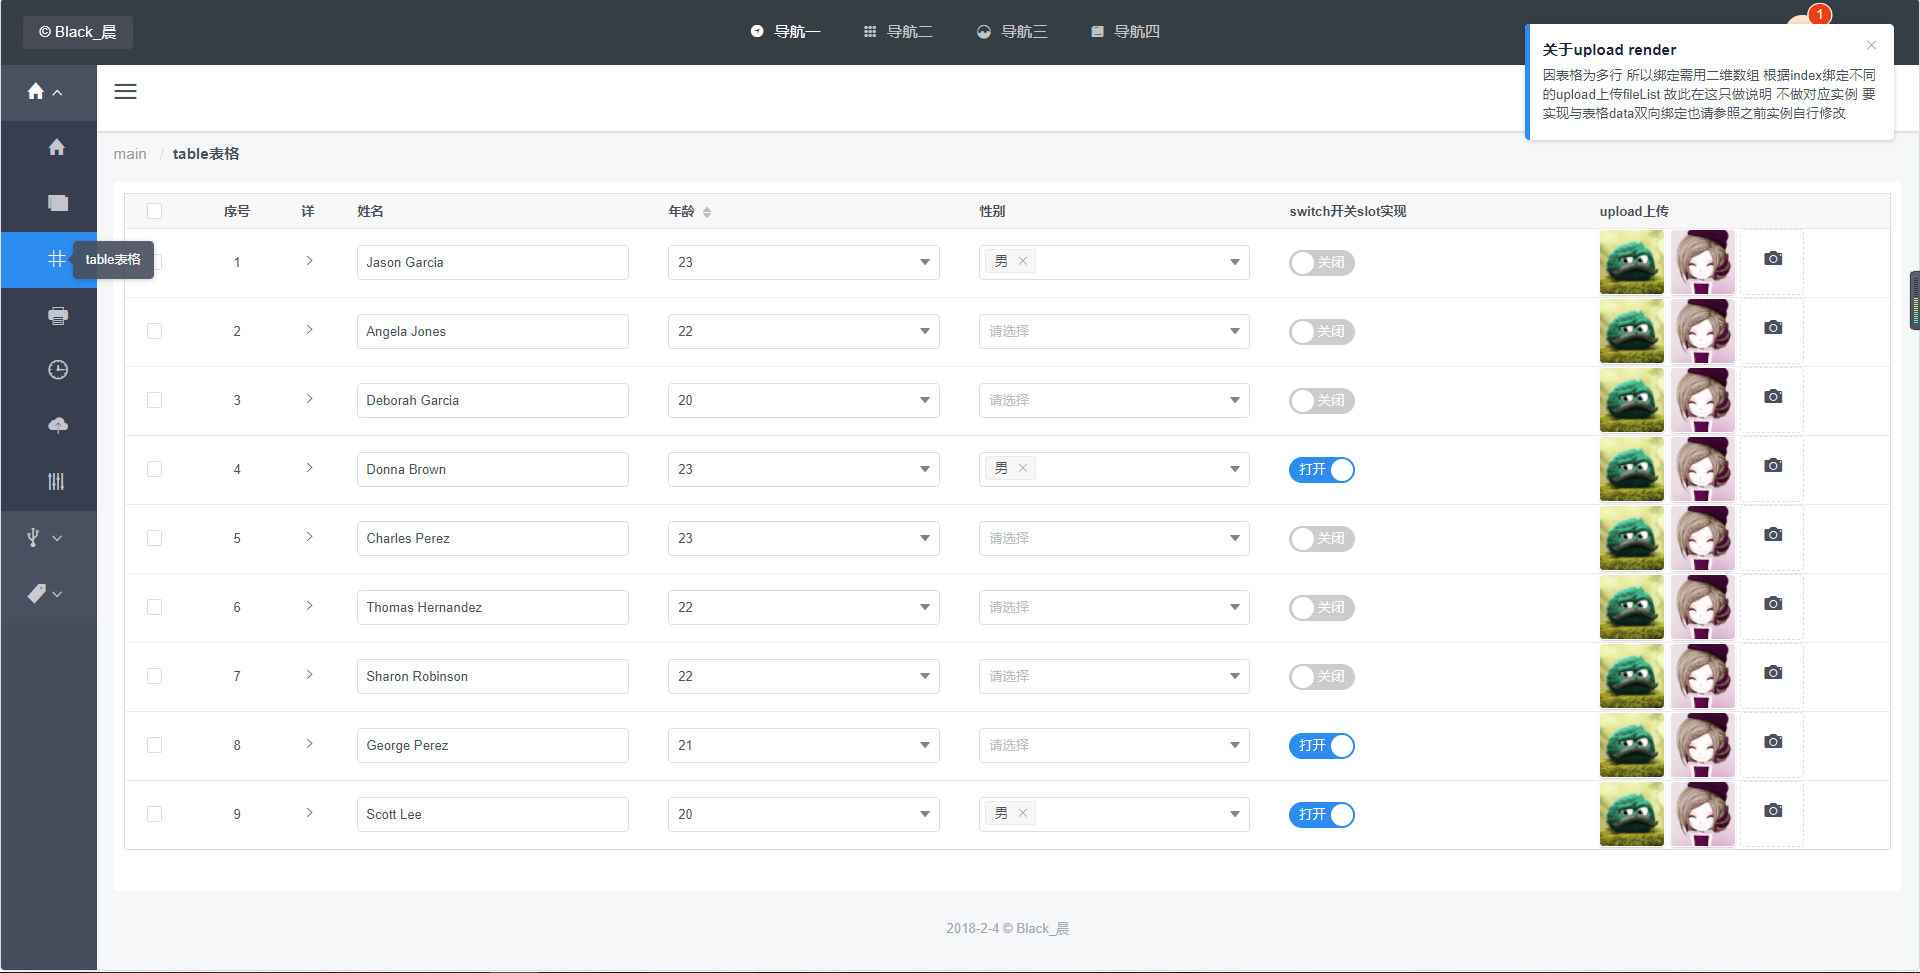 © Black_晨
导航一
导航二
导航三
导航四
1
关于upload render
因表格为多行 所以绑定需用二维数组 根据index绑定不同
的upload上传fileList 故此在这只做说明 不做对应实例 要
实现与表格data双向绑定也请参照之前实例自行修改
main / table表格
table表格
序号 详 姓名 年龄 性别 switch开关slot实现 upload上传
1 Jason Garcia 23 男 关闭
2 Angela Jones 22 请选择 关闭
3 Deborah Garcia 20 请选择 关闭
4 Donna Brown 23 男 打开
5 Charles Perez 23 请选择 关闭
6 Thomas Hernandez 22 请选择 关闭
7 Sharon Robinson 22 请选择 关闭
8 George Perez 21 请选择 打开
9 Scott Lee 20 男 打开
2018-2-4 © Black_晨